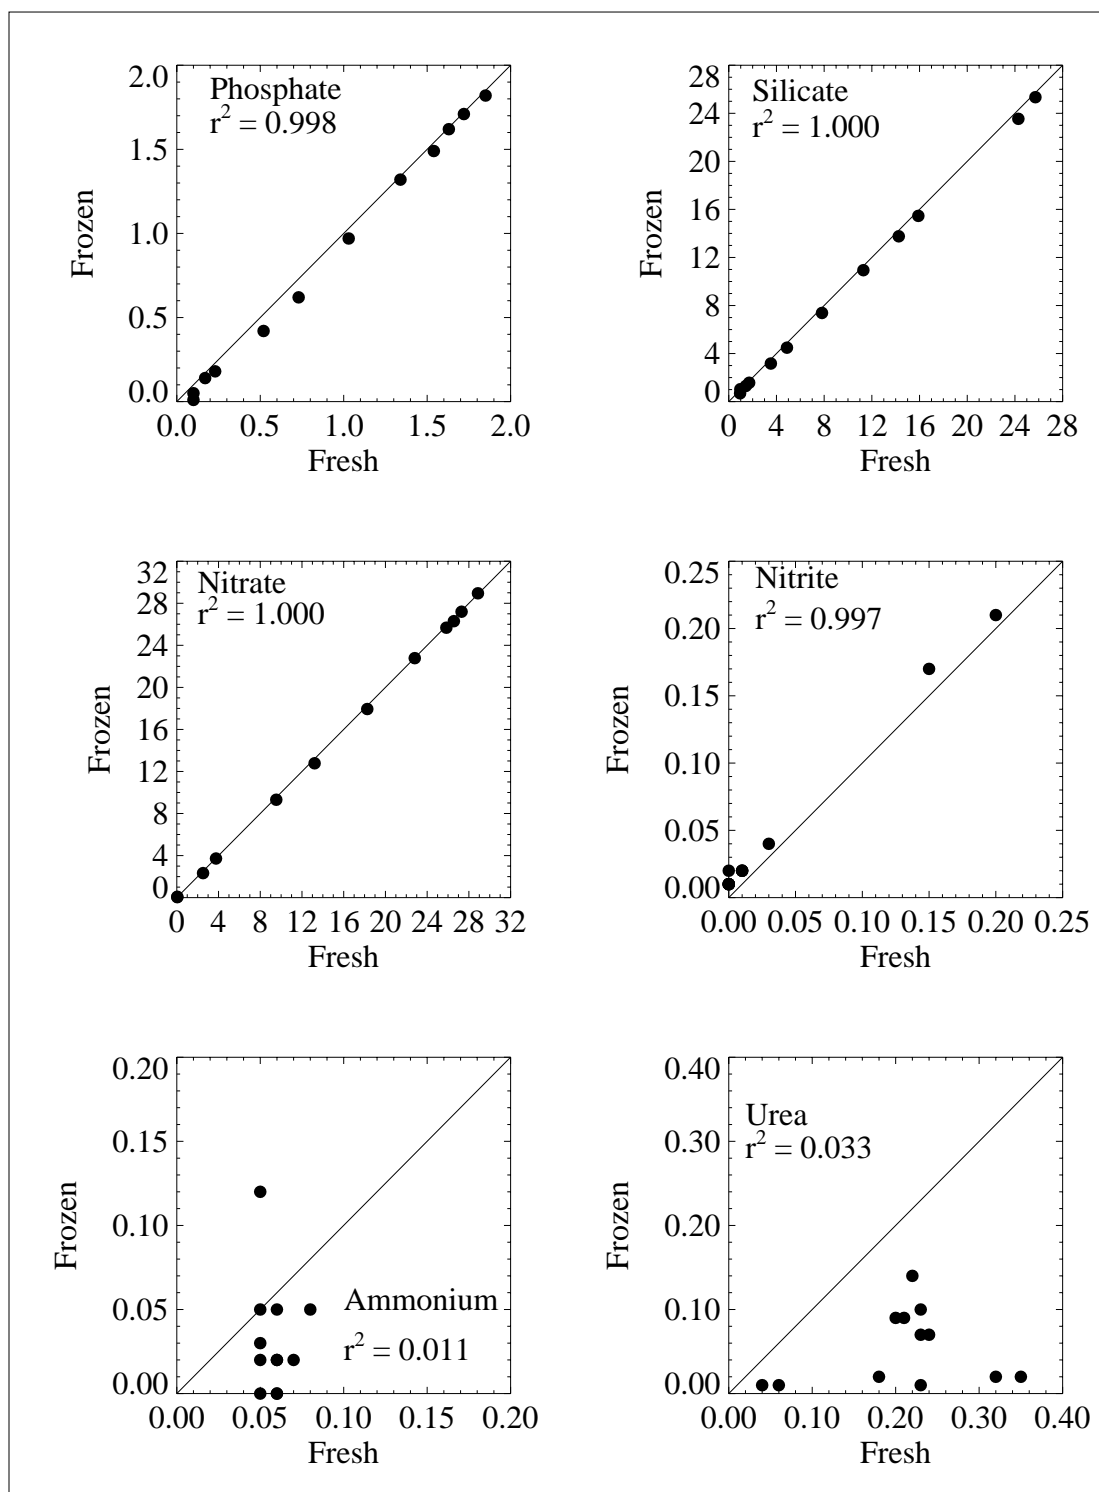 Phosphate
r² = 0.998
2.0
1.5
1.0
0.5
0.0
Frozen
0.0 0.5 1.0 1.5 2.0
Fresh
Silicate
r² = 1.000
28
24
20
16
12
8
4
0
Frozen
0 4 8 12 16 20 24 28
Fresh
Nitrate
r² = 1.000
32
28
24
20
16
12
8
4
0
Frozen
0 4 8 12 16 20 24 28 32
Fresh
Nitrite
r² = 0.997
0.25
0.20
0.15
0.10
0.05
0.00
Frozen
0.00 0.05 0.10 0.15 0.20 0.25
Fresh
0.20
0.15
0.10
0.05
0.00
Frozen
Ammonium
r² = 0.011
0.00 0.05 0.10 0.15 0.20
Fresh
Urea
r² = 0.033
0.40
0.30
0.20
0.10
0.00
Frozen
0.00 0.10 0.20 0.30 0.40
Fresh